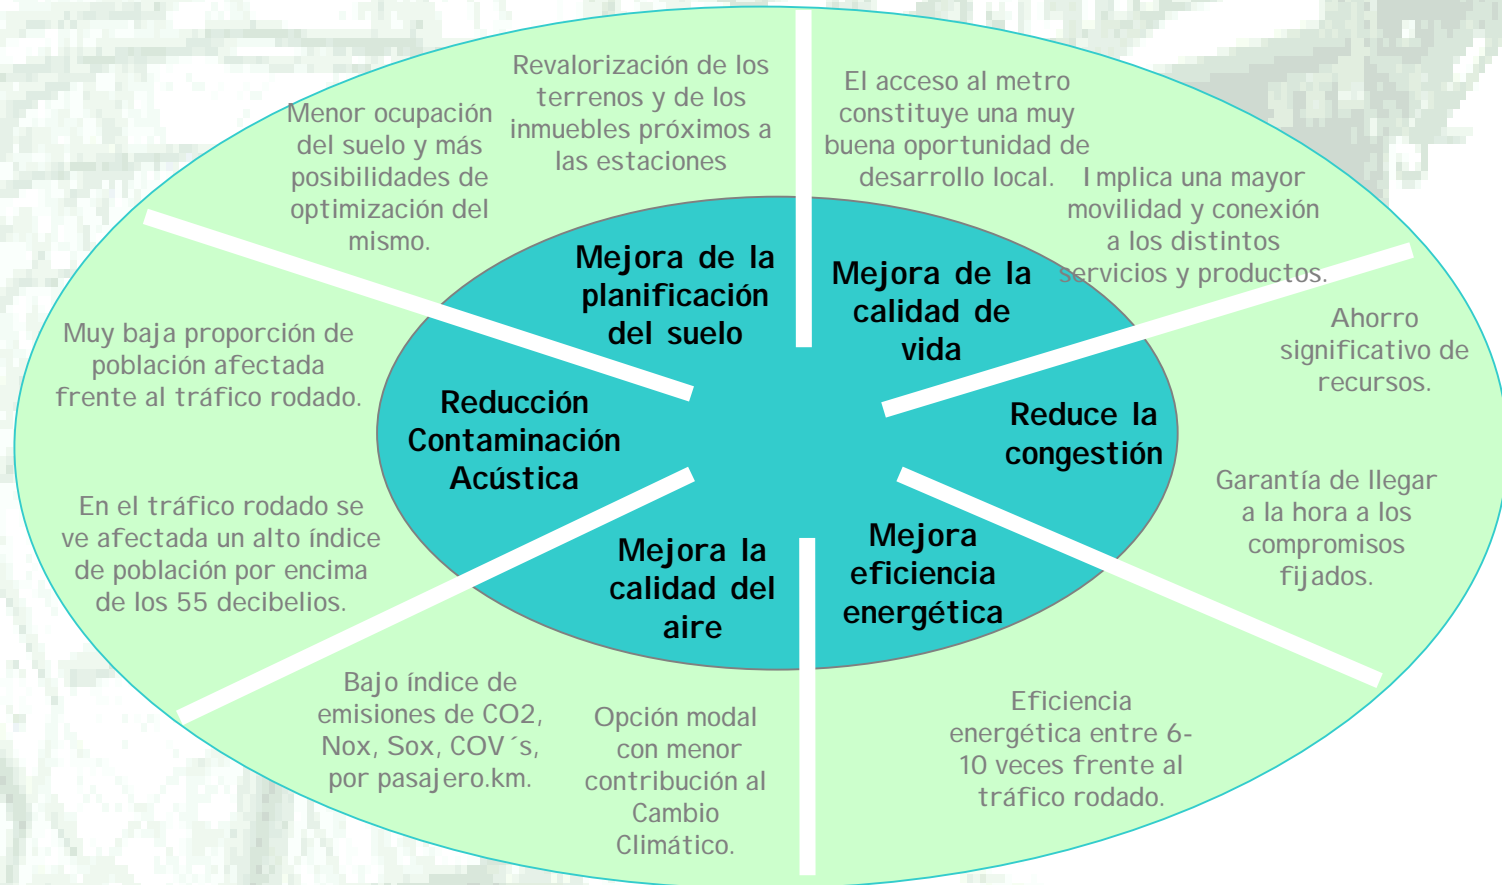 Revalorización de los
terrenos y de los
inmuebles próximos a
las estaciones
Menor ocupación
del suelo y más
posibilidades de
optimización del
mismo.
El acceso al metro
constituye una muy
buena oportunidad de
desarrollo local.
Implica una mayor
movilidad y conexión
a los distintos
servicios y productos.
Mejora de la
planificación
del suelo
Mejora de la
calidad de
vida
Muy baja proporción de
población afectada
frente al tráfico rodado.
Ahorro
significativo de
recursos.
Reducción
Contaminación
Acústica
Reduce la
congestión
En el tráfico rodado se
ve afectada un alto índice
de población por encima
de los 55 decibelios.
Garantía de llegar
a la hora a los
compromisos
fijados.
Mejora la
calidad del
aire
Mejora
eficiencia
energética
Bajo índice de
emisiones de CO2,
Nox, Sox, COV´s,
por pasajero.km.
Opción modal
con menor
contribución al
Cambio
Climático.
Eficiencia
energética entre 6-
10 veces frente al
tráfico rodado.